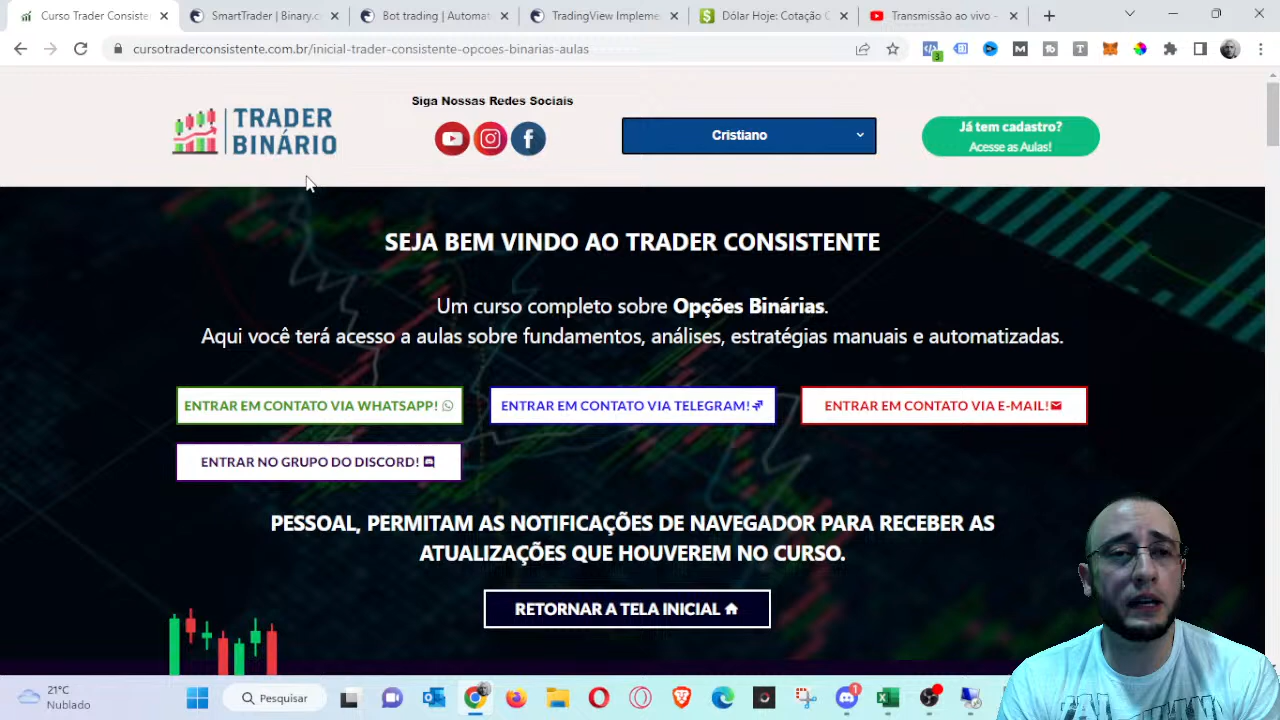 Curso Trader Consiste
SmartTrader | Binary.c
Bot trading | Automat
TradingView Impleme
Dólar Hoje: Cotação
Transmissão ao vivo -
cursotraderconsistente.com.br/inicial-trader-consistente-opcoes-binarias-aulas
3
TRADER
BINÁRIO
Siga Nossas Redes Sociais
Cristiano
Já tem cadastro?
Acesse as Aulas!
SEJA BEM VINDO AO TRADER CONSISTENTE
Um curso completo sobre Opções Binárias.
Aqui você terá acesso a aulas sobre fundamentos, análises, estratégias manuais e automatizadas.
ENTRAR EM CONTATO VIA WHATSAPP!
ENTRAR EM CONTATO VIA TELEGRAM!
ENTRAR EM CONTATO VIA E-MAIL!
ENTRAR NO GRUPO DO DISCORD!
PESSOAL, PERMITAM AS NOTIFICAÇÕES DE NAVEGADOR PARA RECEBER AS
ATUALIZAÇÕES QUE HOUVEREM NO CURSO.
RETORNAR A TELA INICIAL
21°C
Nublado
Pesquisar
1